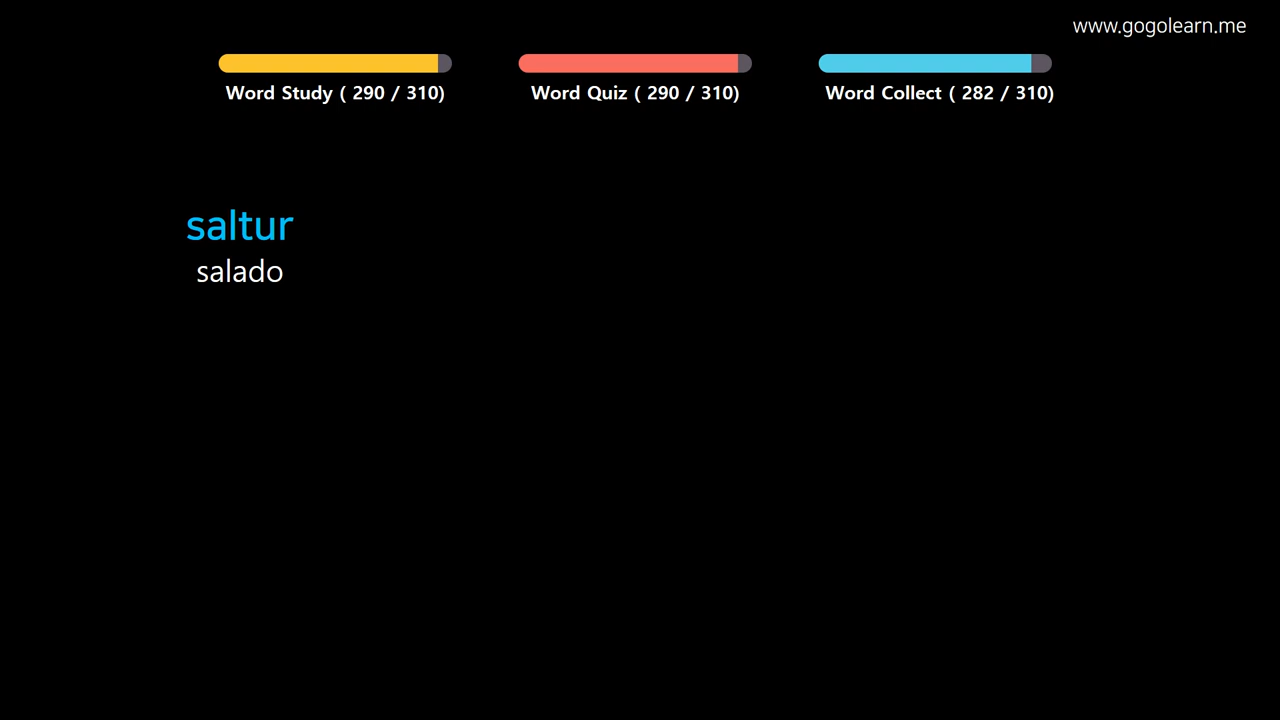 www.gogolearn.me
Word Study ( 290 / 310)
Word Quiz ( 290 / 310)
Word Collect ( 282 / 310)
saltur
salado